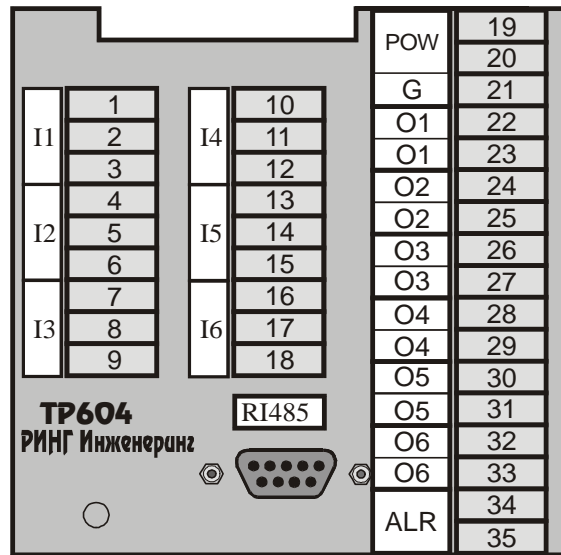 POW 19
20
G 21
I1 1 I4 10 O1 22
2 11 O1 23
3 12 O2 24
I2 4 I5 13 O2 25
5 14 O3 26
6 15 O3 27
I3 7 I6 16 O4 28
8 17 O4 29
9 18 O5 30
TP604 RI485 O5 31
РИНГ Инженеринг O6 32
O6 33
ALR 34
35